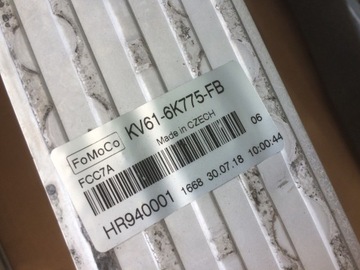 FoMoCo KV61-6K775-FB
FCC7A Made in CZECH
06
HR940001 1668 30.07.18 10:00:44